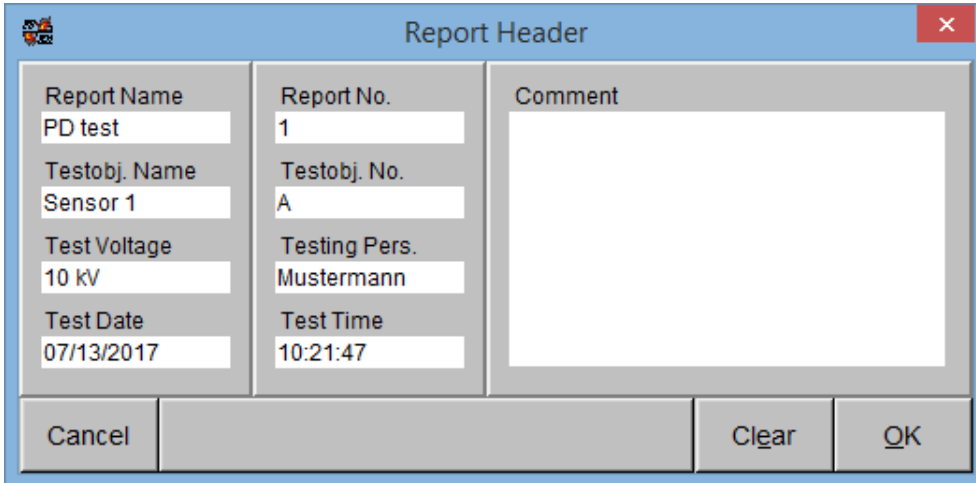 Report Header
Report Name
PD test
Testobj. Name
Sensor 1
Test Voltage
10 kV
Test Date
07/13/2017
Report No.
1
Testobj. No.
A
Testing Pers.
Mustermann
Test Time
10:21:47
Comment
Cancel
Clear
OK